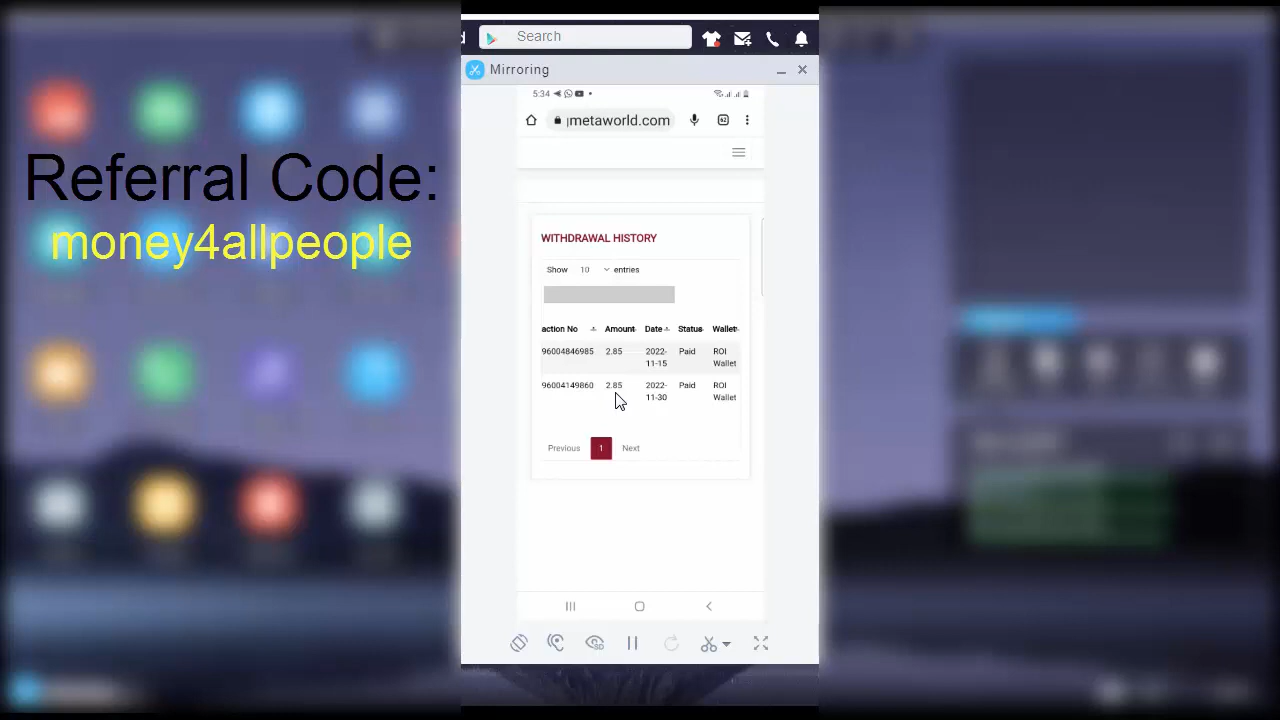 Referral Code:
money4allpeople
d
Search
Mirroring
5:34
metaworld.com
62
WITHDRAWAL HISTORY
Show 10 entries
action No Amount Date Status Wallet
96004846985 2.85 2022-11-15 Paid ROI Wallet
96004149860 2.85 2022-11-30 Paid ROI Wallet
Previous 1 Next
3D